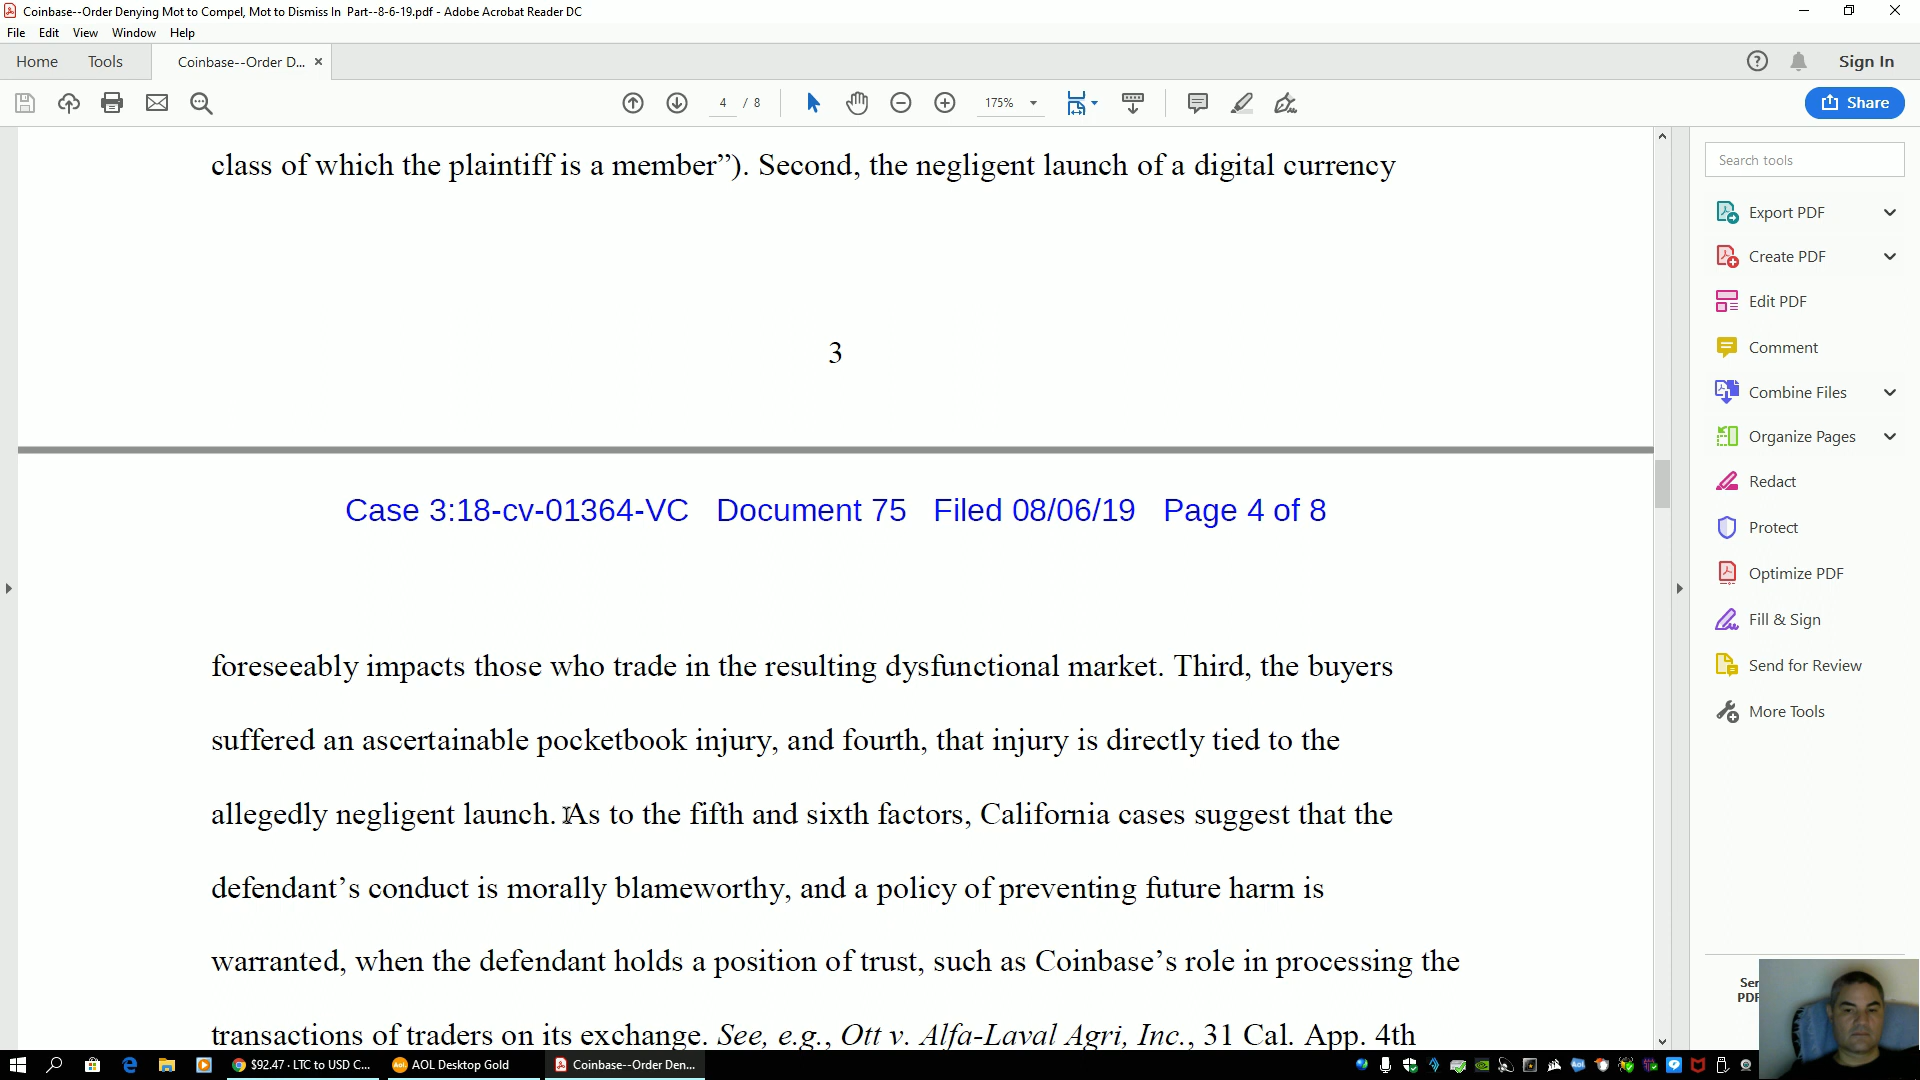 Coinbase--Order Denying Mot to Compel, Mot to Dismiss In Part--8-6-19.pdf - Adobe Acrobat Reader DC
File Edit View Window Help
Home Tools Coinbase--Order D... × Sign In
4 / 8 175% Share
class of which the plaintiff is a member”). Second, the negligent launch of a digital currency
3
Case 3:18-cv-01364-VC Document 75 Filed 08/06/19 Page 4 of 8
foreseeably impacts those who trade in the resulting dysfunctional market. Third, the buyers
suffered an ascertainable pocketbook injury, and fourth, that injury is directly tied to the
allegedly negligent launch. As to the fifth and sixth factors, California cases suggest that the
defendant’s conduct is morally blameworthy, and a policy of preventing future harm is
warranted, when the defendant holds a position of trust, such as Coinbase’s role in processing the
transactions of traders on its exchange. See, e.g., Ott v. Alfa-Laval Agri, Inc., 31 Cal. App. 4th
Search tools
Export PDF
Create PDF
Edit PDF
Comment
Combine Files
Organize Pages
Redact
Protect
Optimize PDF
Fill & Sign
Send for Review
More Tools
$92.47 · LTC to USD C... AOL Desktop Gold Coinbase--Order Den...